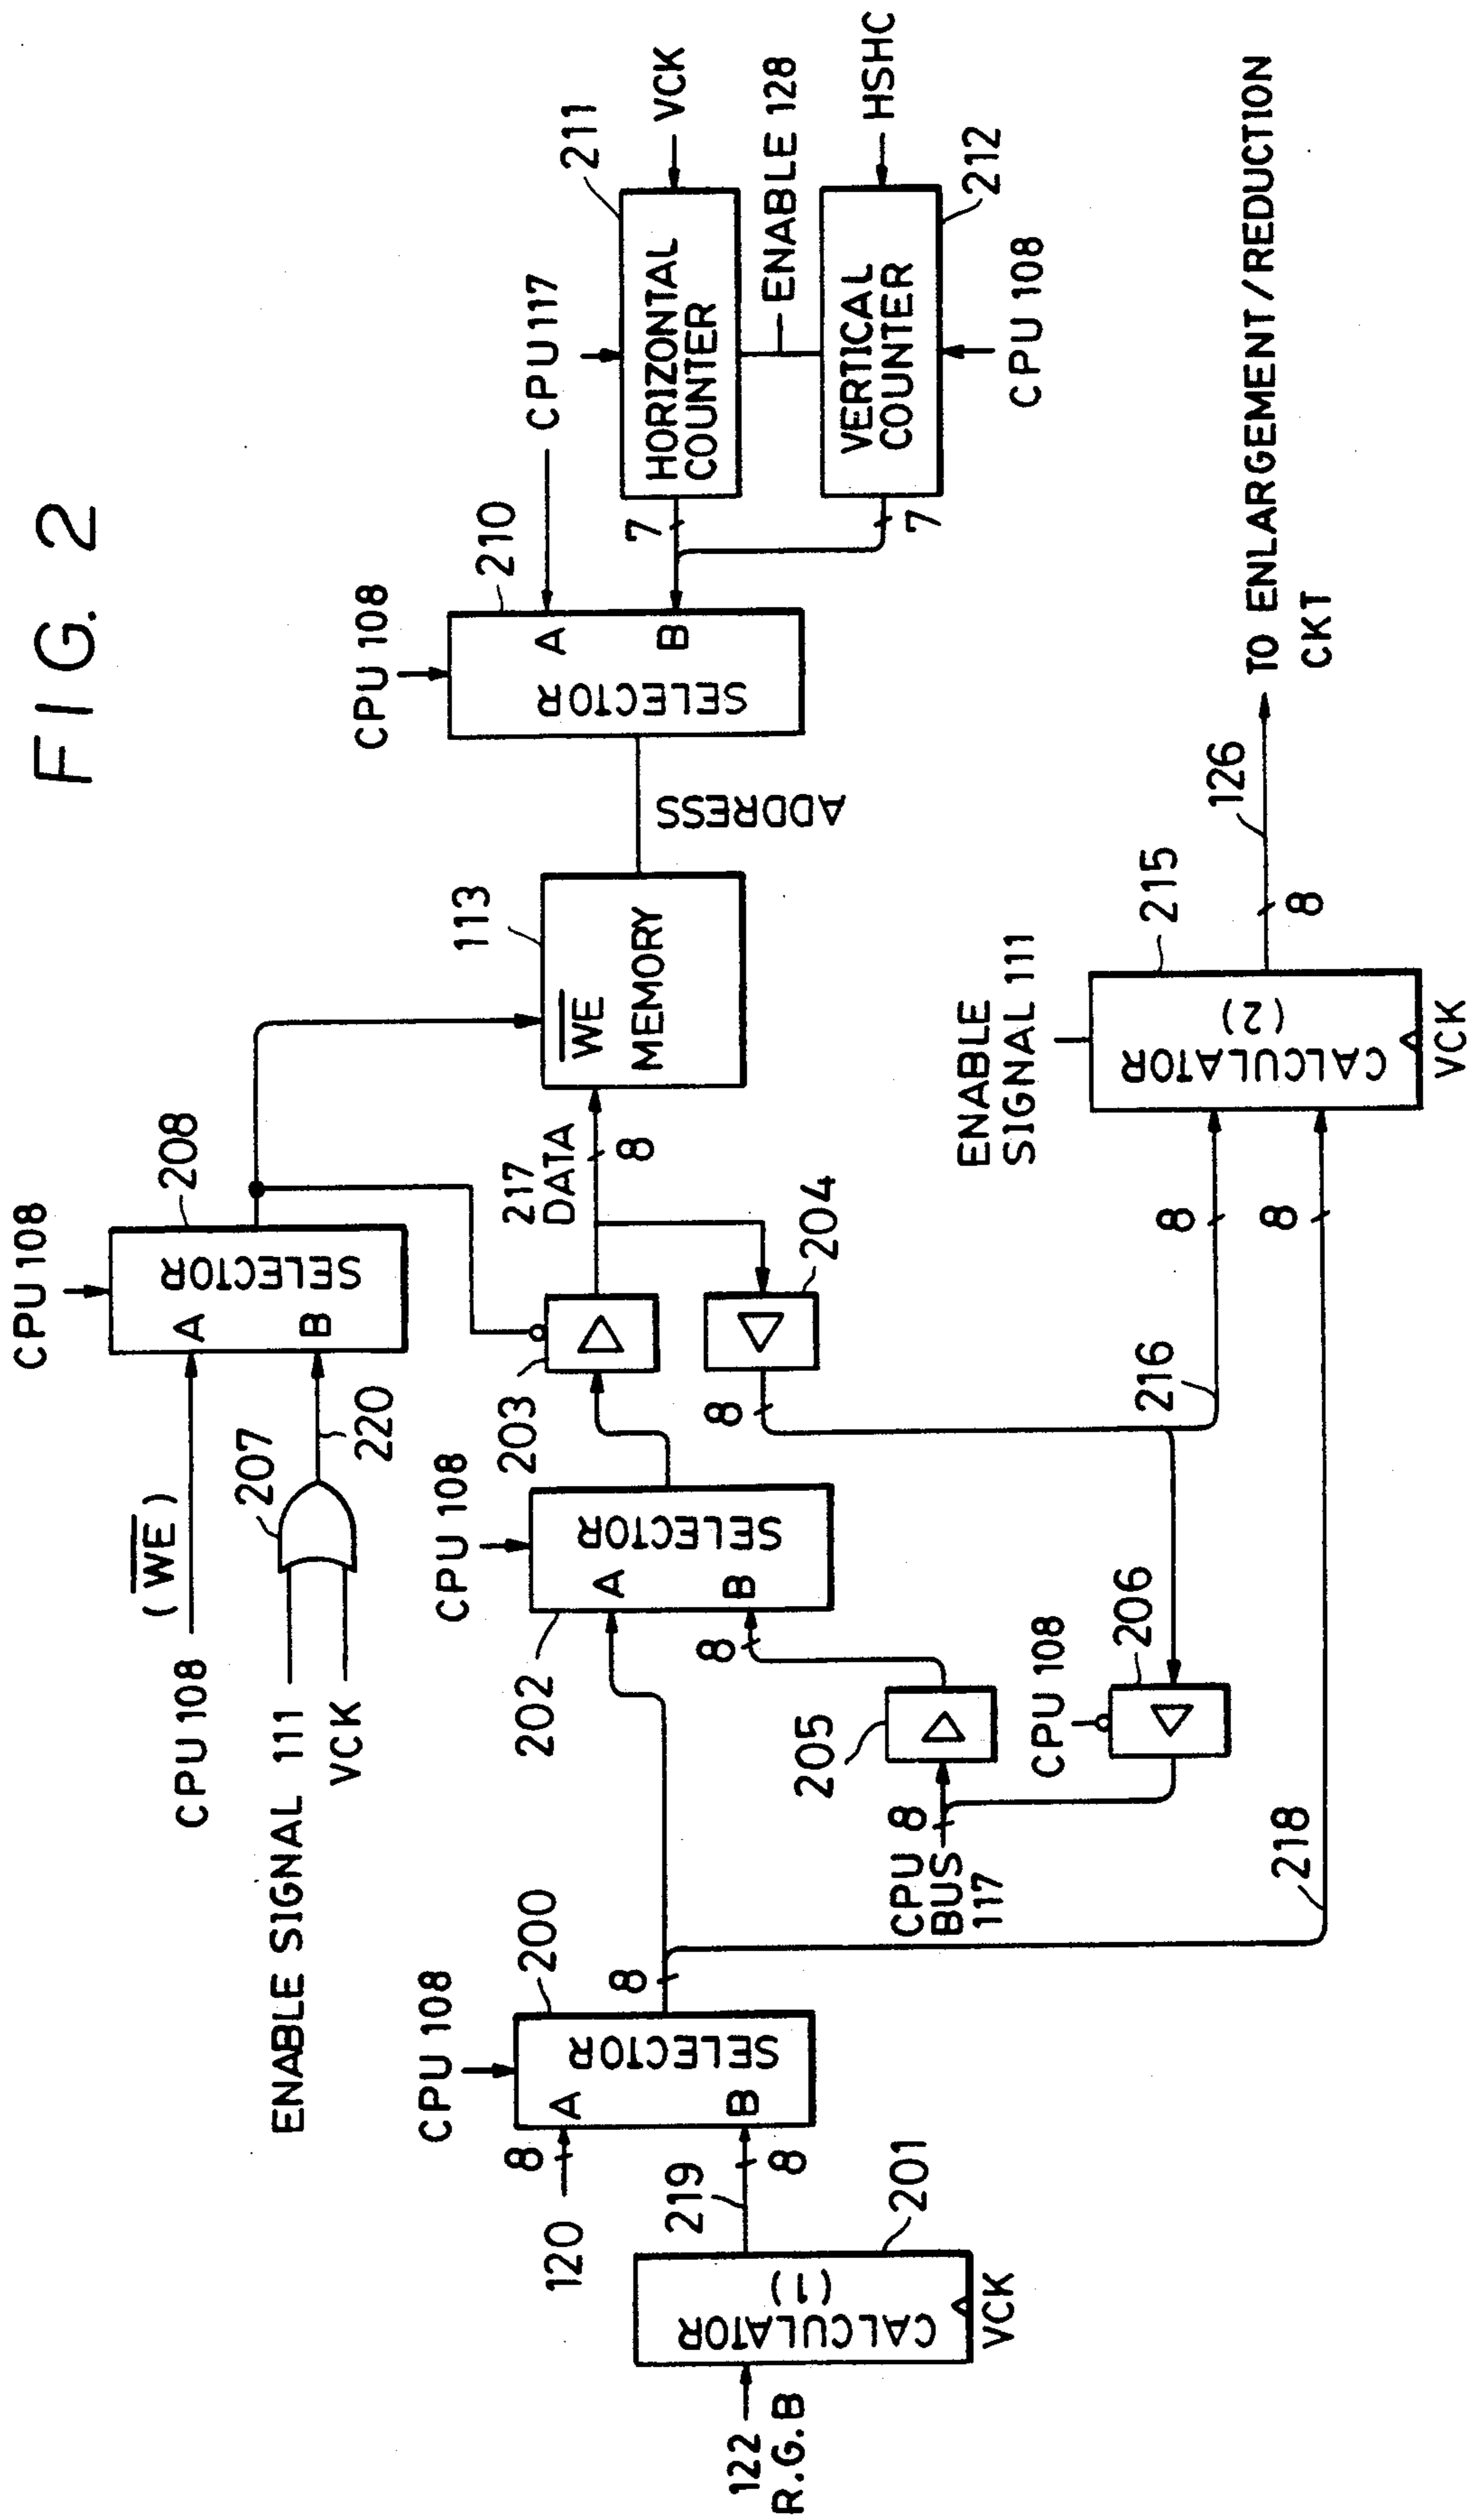 FIG. 2
CPU 108
(WE)
CPU 108
A
B
SELECTOR
208
ENABLE SIGNAL 111
VCK
207
220
113
WE
MEMORY
ADDRESS
CPU 108
210
A
B
SELECTOR
CPU 117
211
HORIZONTAL
COUNTER
VCK
7
ENABLE 128
VERTICAL
COUNTER
HSHC
212
7
CPU 108
122
R.G.B
CALCULATOR
(1)
VCK
201
219
8
120
8
CPU 108
200
A
B
SELECTOR
8
218
CPU 108
202
A
B
SELECTOR
8
203
217
DATA
8
204
8
CPU
BUS
117
8
205
CPU 108
206
216
8
8
ENABLE
SIGNAL 111
215
CALCULATOR
(2)
VCK
8
126
TO ENLARGEMENT/REDUCTION
CKT